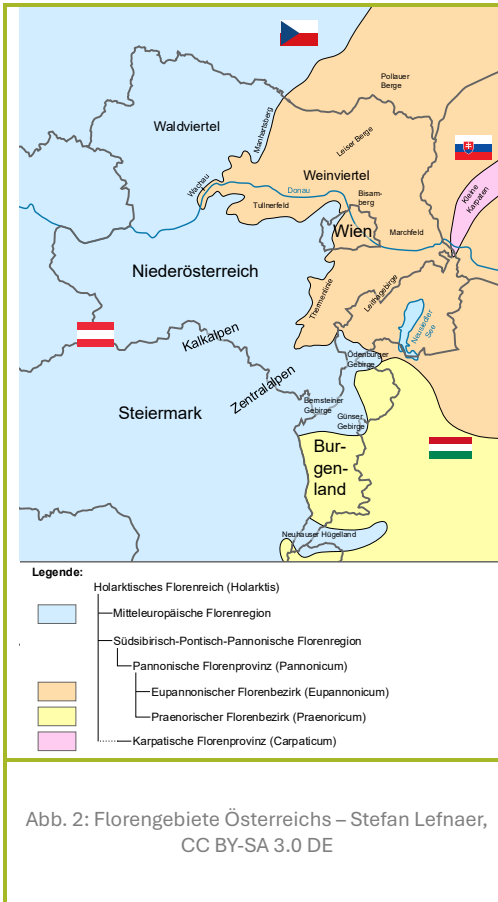 Pollauer
Berge
Waldviertel
Manhartsberg
Leiser Berge
Weinviertel
Kleine
Karpaten
Wachau
Donau
Tullnerfeld
Bisam-
berg
Wien
Marchfeld
Niederösterreich
Thermenlinie
Leithagebirge
Neusiedler
See
Kalkalpen
Zentralalpen
Ödenburger
Gebirge
Steiermark
Bernsteiner
Gebirge
Günser
Gebirge
Bur-
gen-
land
Neuhauser Hügelland
Legende:
Holarktisches Florenreich (Holarktis)
Mitteleuropäische Florenregion
Südsibirisch-Pontisch-Pannonische Florenregion
Pannonische Florenprovinz (Pannonicum)
Eupannonischer Florenbezirk (Eupannonicum)
Praenorischer Florenbezirk (Praenoricum)
Karpatische Florenprovinz (Carpaticum)
Abb. 2: Florengebiete Österreichs – Stefan Lefnaer,
CC BY-SA 3.0 DE